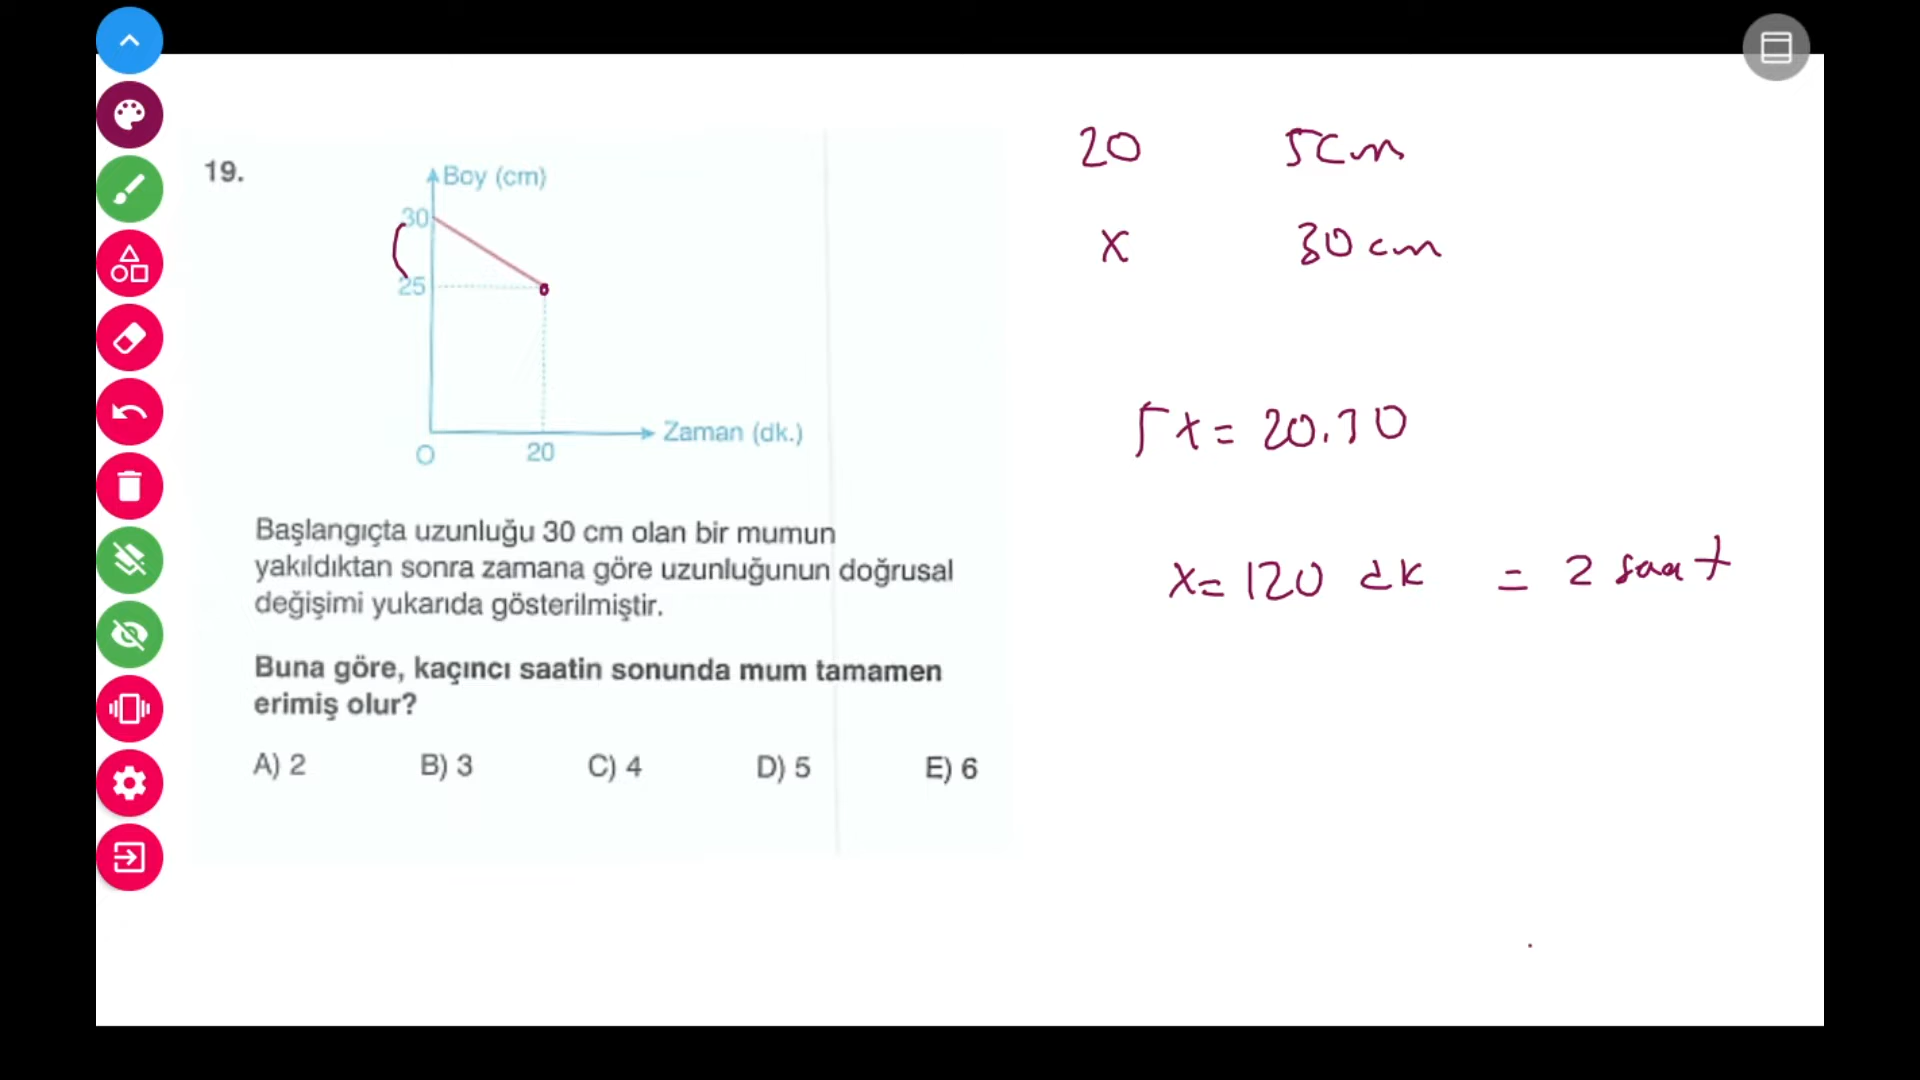 19.
Boy (cm)
30
25
O
20
Zaman (dk.)
Başlangıçta uzunluğu 30 cm olan bir mumun
yakıldıktan sonra zamana göre uzunluğunun doğrusal
değişimi yukarıda gösterilmiştir.
Buna göre, kaçıncı saatin sonunda mum tamamen
erimiş olur?
A) 2 B) 3 C) 4 D) 5 E) 6
20 5cm
x 30 cm
5x = 20.30
x = 120 dk = 2 saat